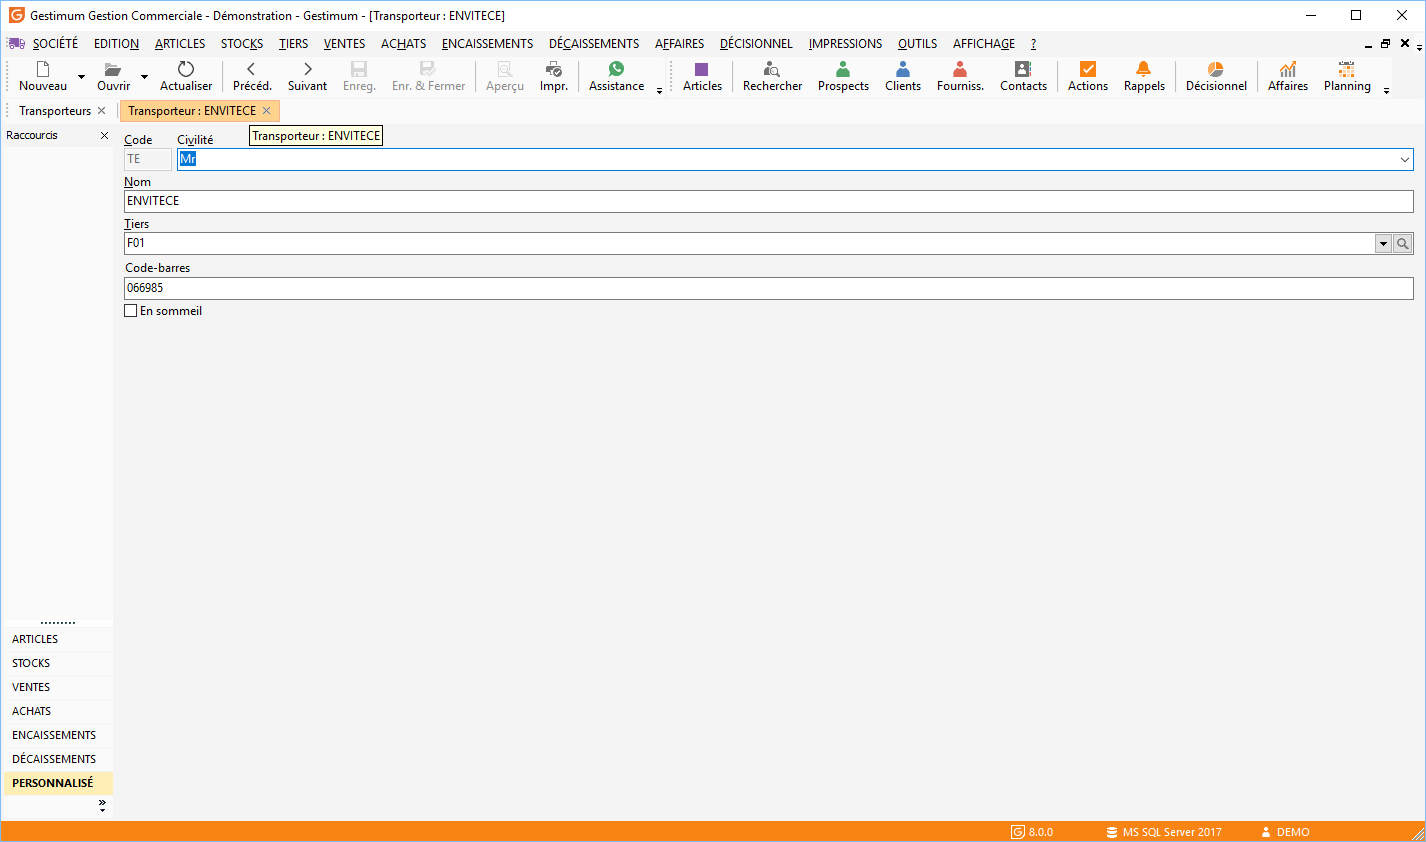 Gestimum Gestion Commerciale - Démonstration - Gestimum - [Transporteur : ENVITECE]
SOCIÉTÉ EDITION ARTICLES STOCKS TIERS VENTES ACHATS ENCAISSEMENTS DÉCAISSEMENTS AFFAIRES DÉCISIONNEL IMPRESSIONS OUTILS AFFICHAGE ?
Nouveau Ouvrir Actualiser Précéd. Suivant Enreg. Enr. & Fermer Aperçu Impr. Assistance Articles Rechercher Prospects Clients Fourniss. Contacts Actions Rappels Décisionnel Affaires Planning
Transporteurs Transporteur : ENVITECE
Raccourcis
Transporteur : ENVITECE
Code Civilité
TE Mr
Nom
ENVITECE
Tiers
F01
Code-barres
066985
En sommeil
ARTICLES
STOCKS
VENTES
ACHATS
ENCAISSEMENTS
DÉCAISSEMENTS
PERSONNALISÉ
8.0.0 MS SQL Server 2017 DEMO